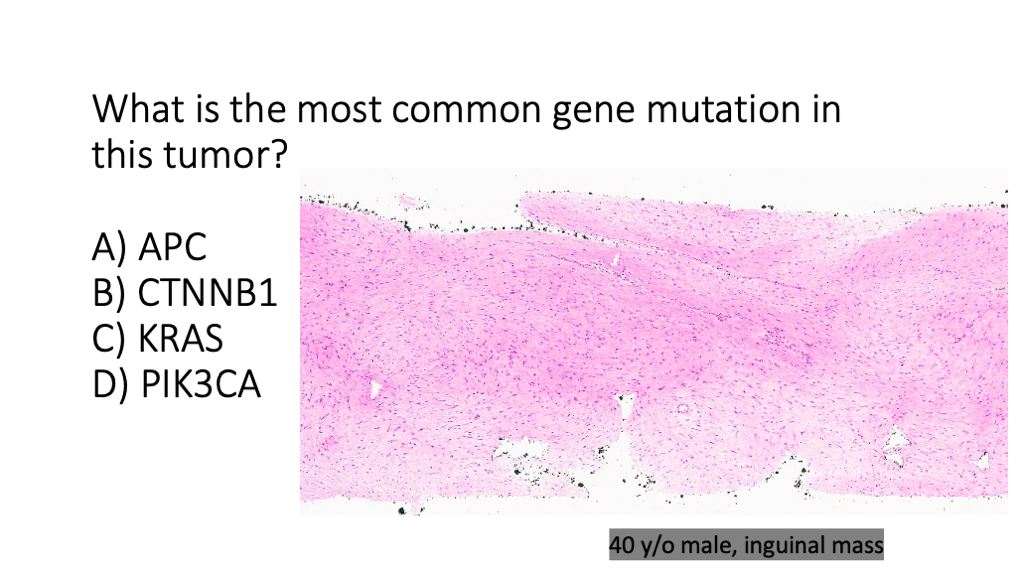 What is the most common gene mutation in
this tumor?
A) APC
B) CTNNB1
C) KRAS
D) PIK3CA
40 y/o male, inguinal mass